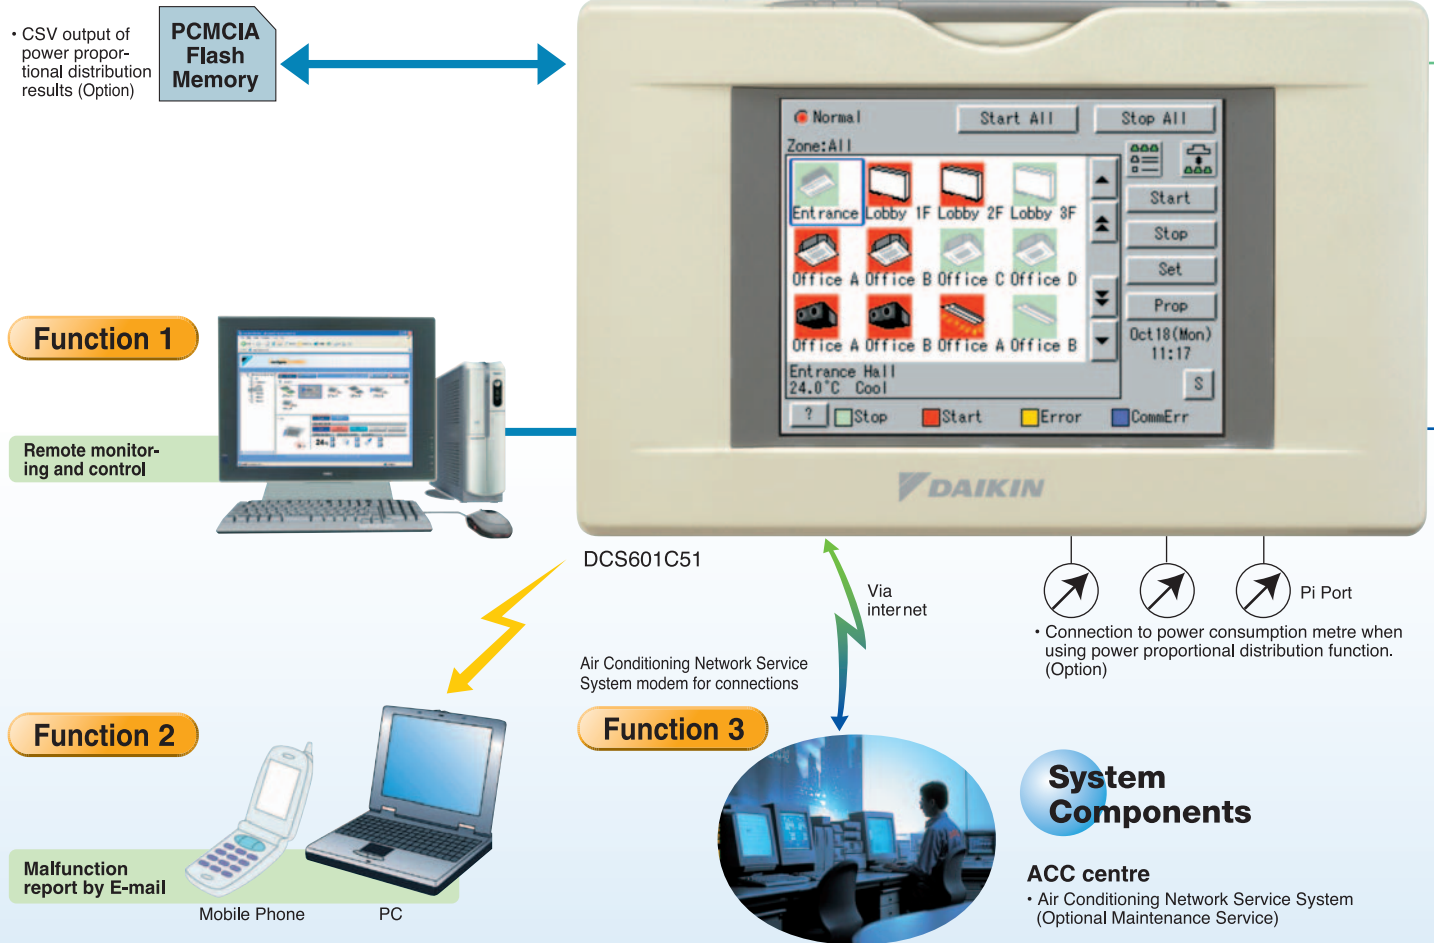 • CSV output of
power propor-
tional distribution
results (Option)
PCMCIA
Flash
Memory
Normal
Start All
Stop All
Zone:All
Entrance
Lobby 1F
Lobby 2F
Lobby 3F
Office A
Office B
Office C
Office D
Office A
Office B
Office A
Office B
Start
Stop
Set
Prop
Oct18(Mon)
11:17
S
Entrance Hall
24.0°C Cool
?
Stop
Start
Error
CommErr
DAIKIN
Function 1
Remote monitor-
ing and control
DCS601C51
Via
internet
Pi Port
• Connection to power consumption metre when
using power proportional distribution function.
(Option)
Air Conditioning Network Service
System modem for connections
Function 2
Malfunction
report by E-mail
Mobile Phone
PC
Function 3
System
Components
ACC centre
• Air Conditioning Network Service System
(Optional Maintenance Service)